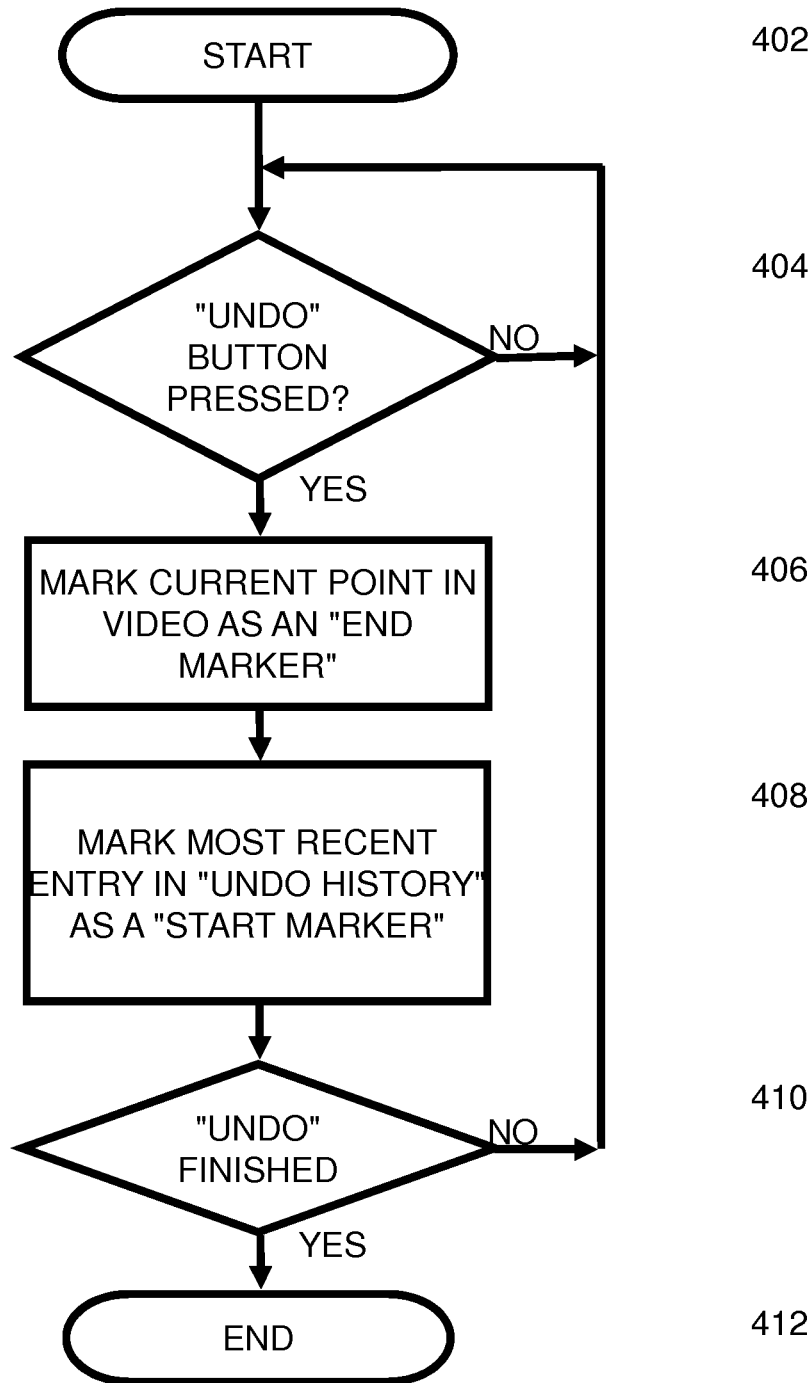 START
402
404
"UNDO"
BUTTON
PRESSED?
NO
YES
MARK CURRENT POINT IN
VIDEO AS AN "END
MARKER"
406
MARK MOST RECENT
ENTRY IN "UNDO HISTORY"
AS A "START MARKER"
408
"UNDO"
FINISHED
NO
410
YES
END
412